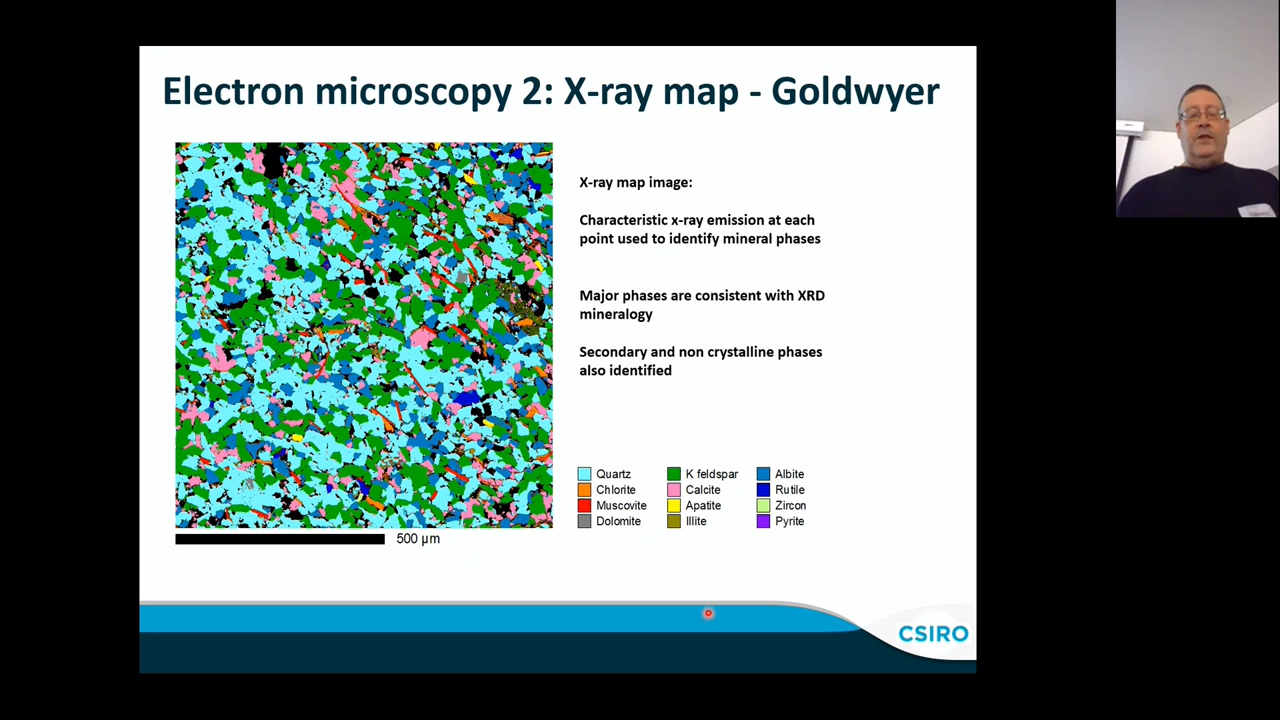 Electron microscopy 2: X-ray map - Goldwyer
X-ray map image:
Characteristic x-ray emission at each
point used to identify mineral phases
Major phases are consistent with XRD
mineralogy
Secondary and non crystalline phases
also identified
Quartz K feldspar Albite
Chlorite Calcite Rutile
Muscovite Apatite Zircon
Dolomite Illite Pyrite
500 µm
CSIRO